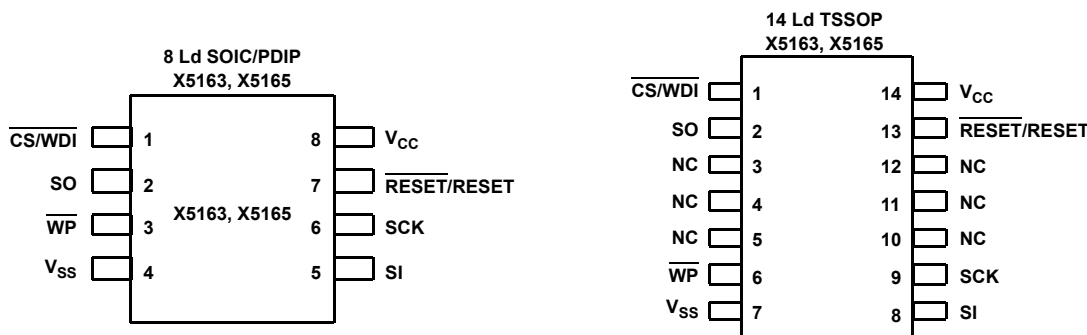 8 Ld SOIC/PDIP
X5163, X5165
CS/WDI 1 8 VCC
SO 2 7 RESET/RESET
X5163, X5165
WP 3 6 SCK
VSS 4 5 SI
14 Ld TSSOP
X5163, X5165
CS/WDI 1 14 VCC
SO 2 13 RESET/RESET
NC 3 12 NC
NC 4 11 NC
NC 5 10 NC
WP 6 9 SCK
VSS 7 8 SI